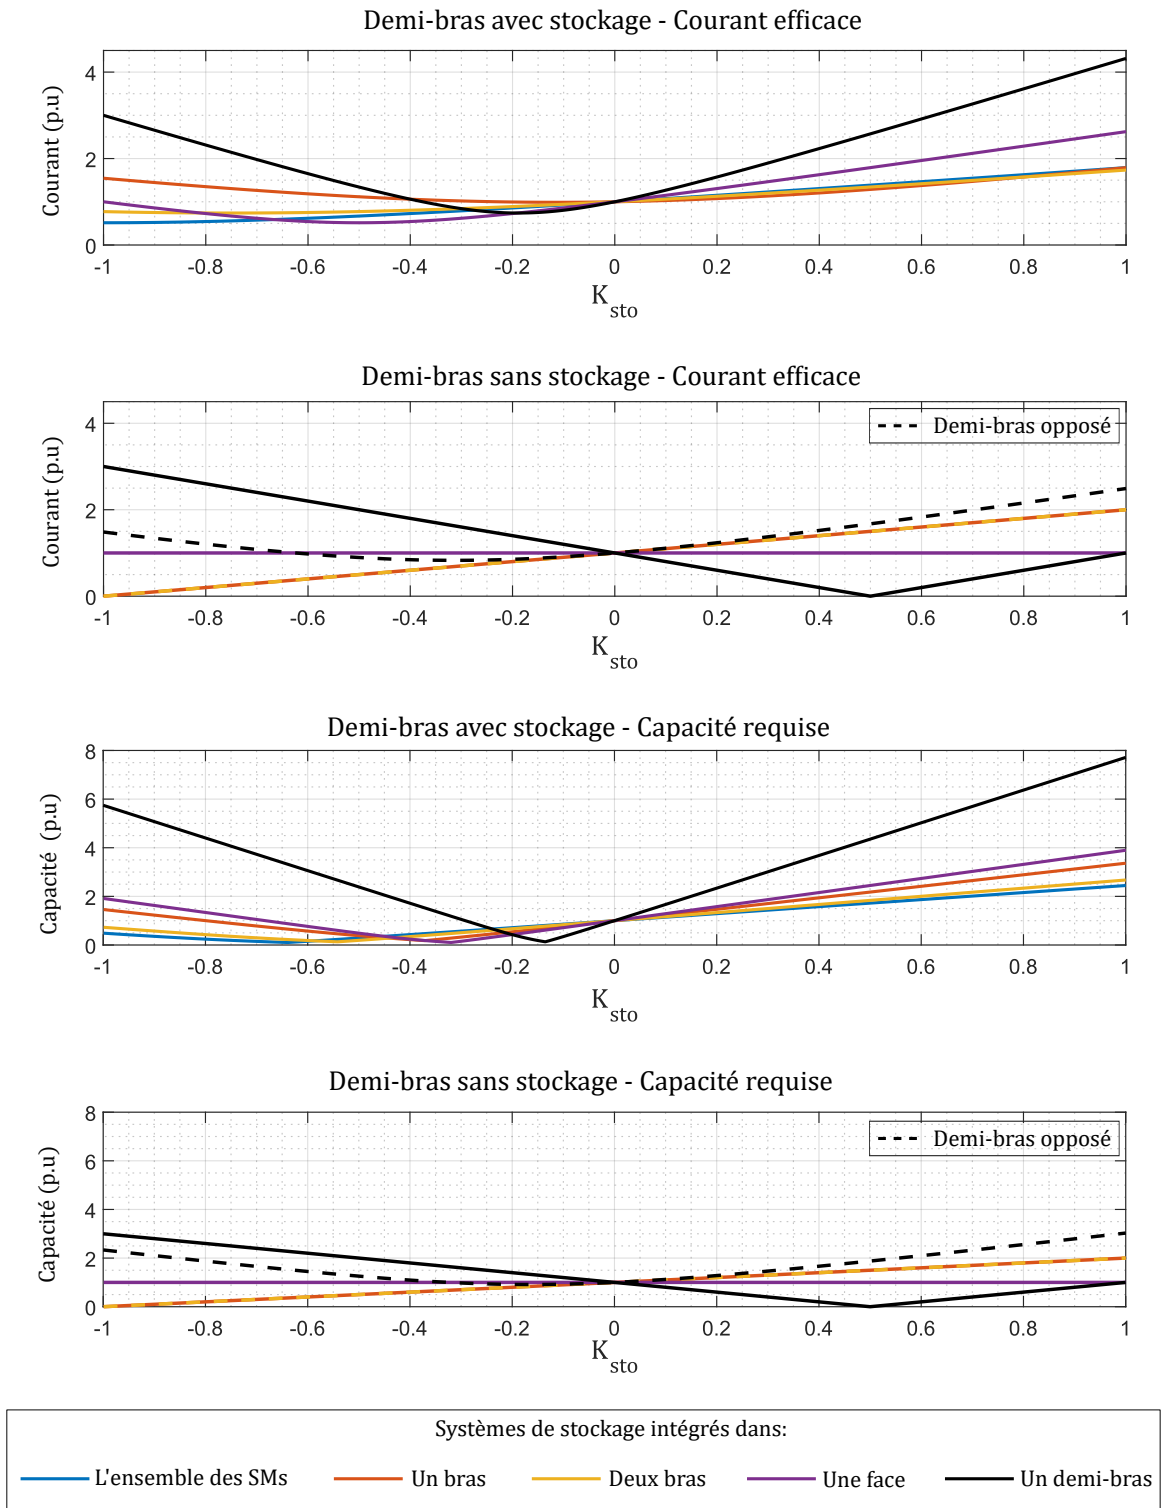 Demi-bras avec stockage - Courant efficace
Courant (p.u)
4
2
0
-1 -0.8 -0.6 -0.4 -0.2 0 0.2 0.4 0.6 0.8 1
K_sto
Demi-bras sans stockage - Courant efficace
Demi-bras opposé
Courant (p.u)
4
2
0
-1 -0.8 -0.6 -0.4 -0.2 0 0.2 0.4 0.6 0.8 1
K_sto
Demi-bras avec stockage - Capacité requise
Capacité (p.u)
8
6
4
2
0
-1 -0.8 -0.6 -0.4 -0.2 0 0.2 0.4 0.6 0.8 1
K_sto
Demi-bras sans stockage - Capacité requise
Demi-bras opposé
Capacité (p.u)
8
6
4
2
0
-1 -0.8 -0.6 -0.4 -0.2 0 0.2 0.4 0.6 0.8 1
K_sto
Systèmes de stockage intégrés dans:
L'ensemble des SMs Un bras Deux bras Une face Un demi-bras